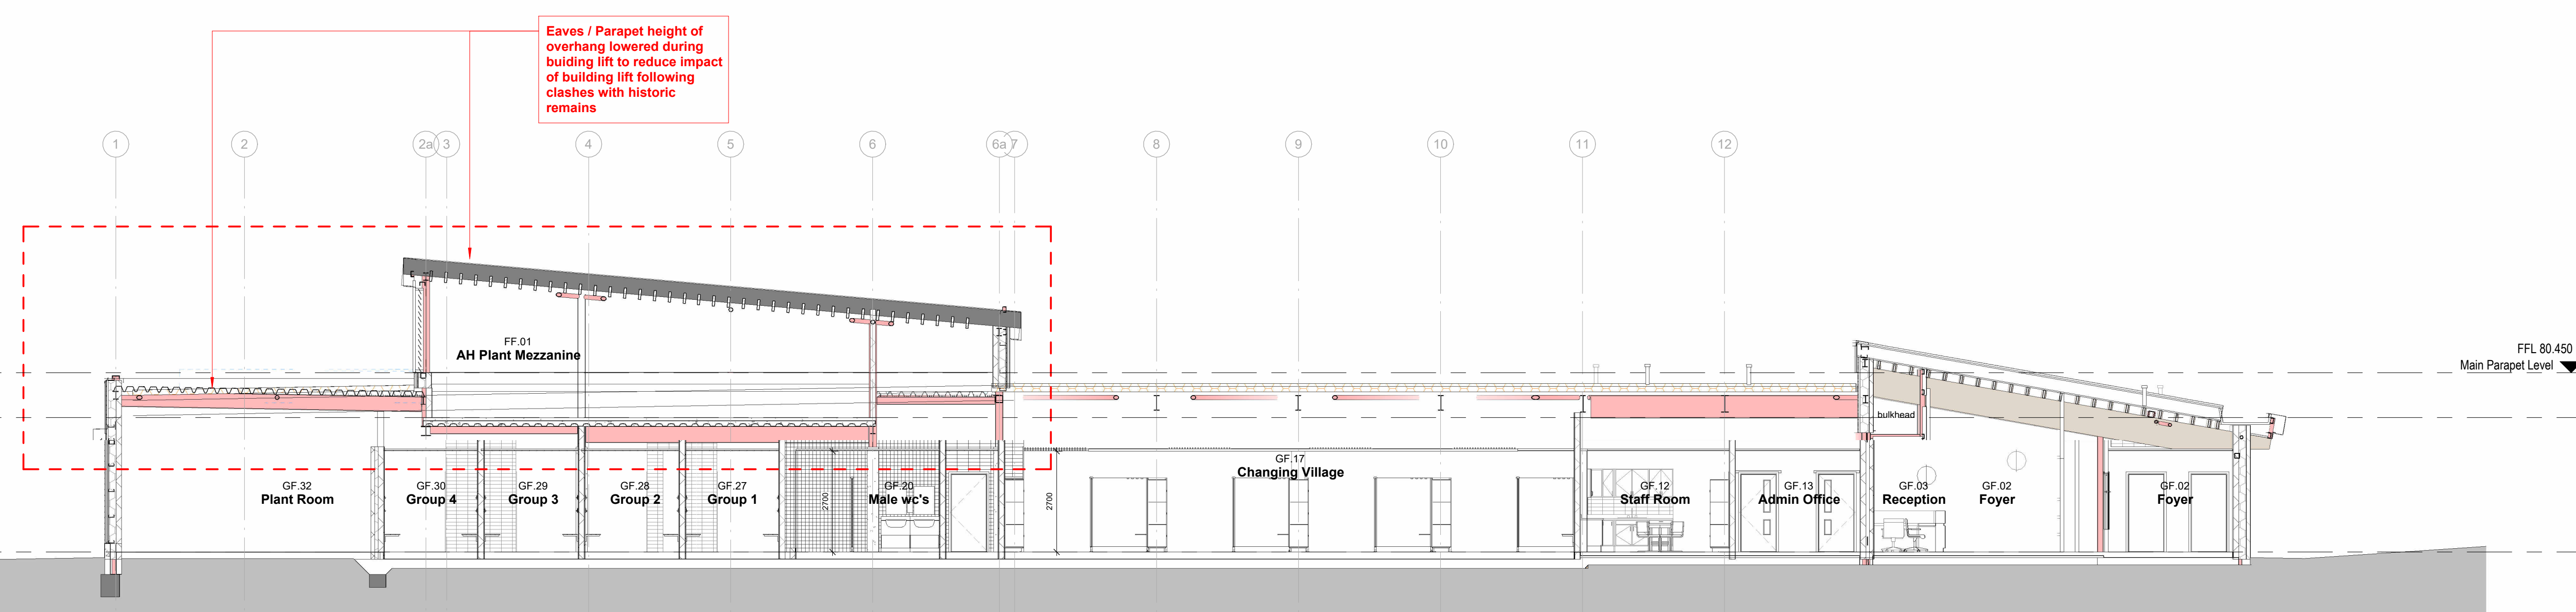 Eaves / Parapet height of
overhang lowered during
buiding lift to reduce impact
of building lift following
clashes with historic
remains
1
2
2a
3
4
5
6
6a
7
8
9
10
11
12
FFL 80.450
Main Parapet Level
FF.01
AH Plant Mezzanine
bulkhead
GF.32
Plant Room
GF.30
Group 4
GF.29
Group 3
GF.28
Group 2
GF.27
Group 1
2700
GF.20
Male wc's
2700
GF.17
Changing Village
GF.12
Staff Room
GF.13
Admin Office
GF.03
Reception
GF.02
Foyer
GF.02
Foyer